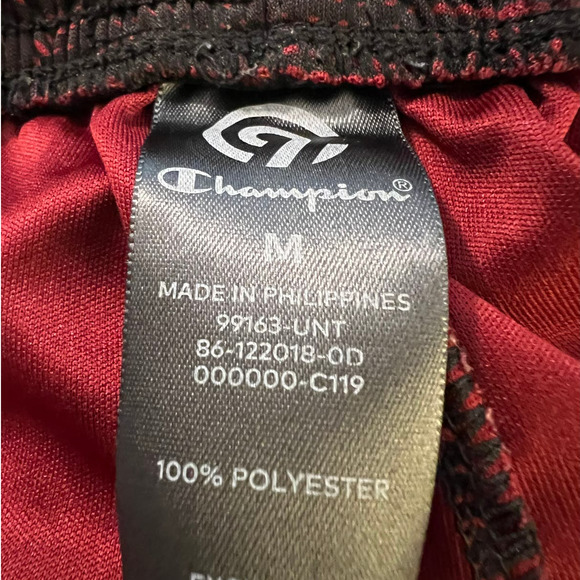 Champion®
M
MADE IN PHILIPPINES
99163-UNT
86-122018-0D
000000-C119
100% POLYESTER